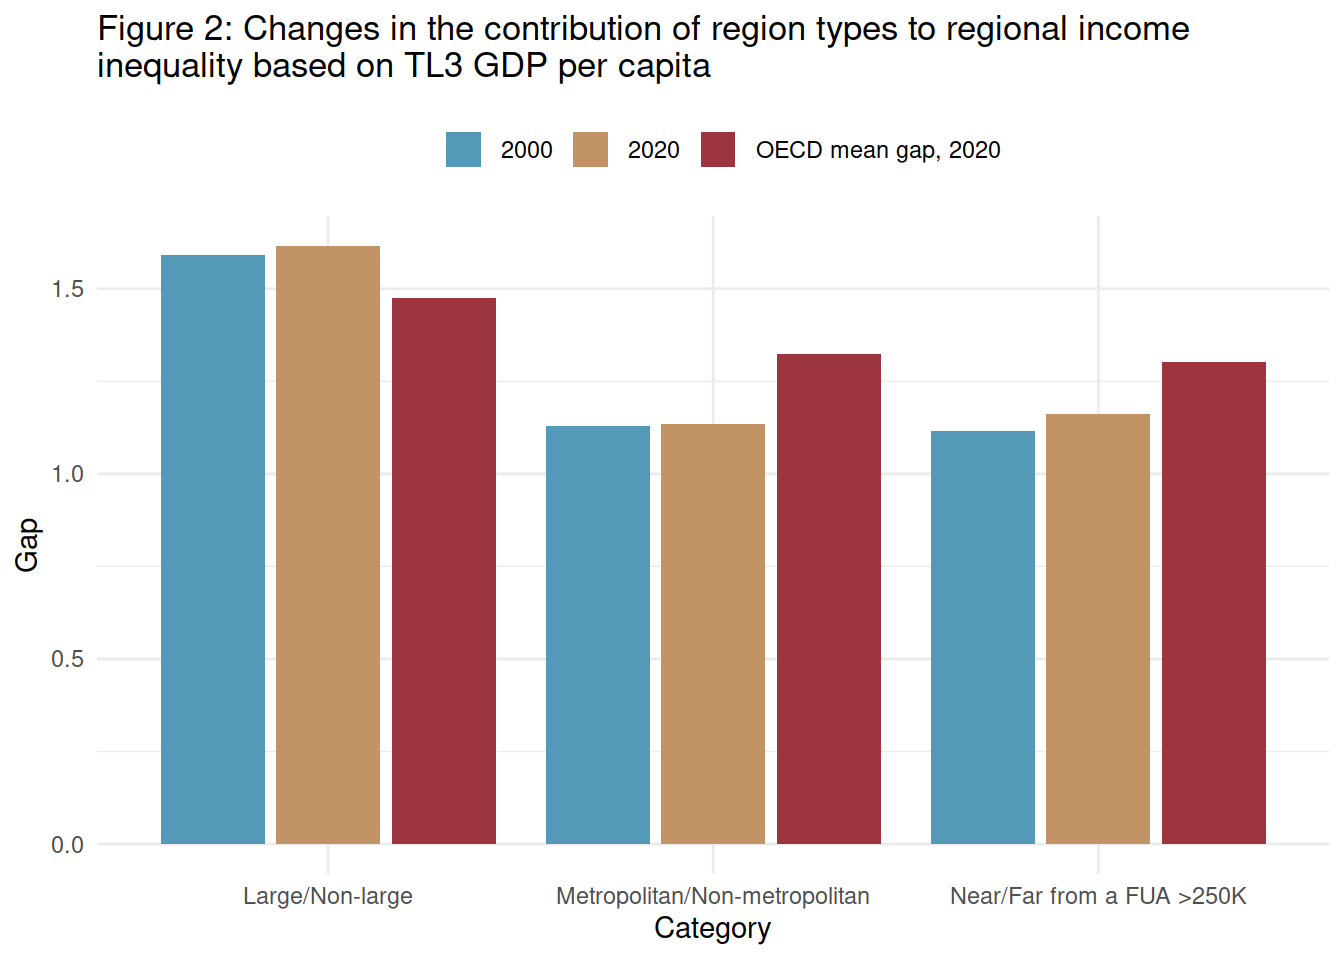 Figure 2: Changes in the contribution of region types to regional income
inequality based on TL3 GDP per capita
2000 2020 OECD mean gap, 2020
1.5
1.0
0.5
0.0
Gap
Large/Non-large Metropolitan/Non-metropolitan Near/Far from a FUA >250K
Category